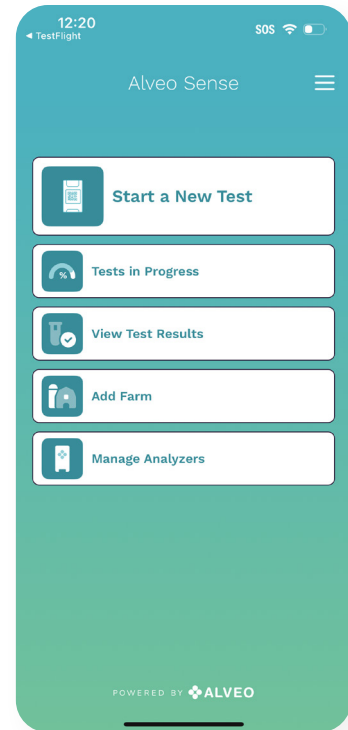 12:20
SOS
◀ TestFlight
Alveo Sense
Start a New Test
%
Tests in Progress
View Test Results
Add Farm
Manage Analyzers
POWERED BY ALVEO